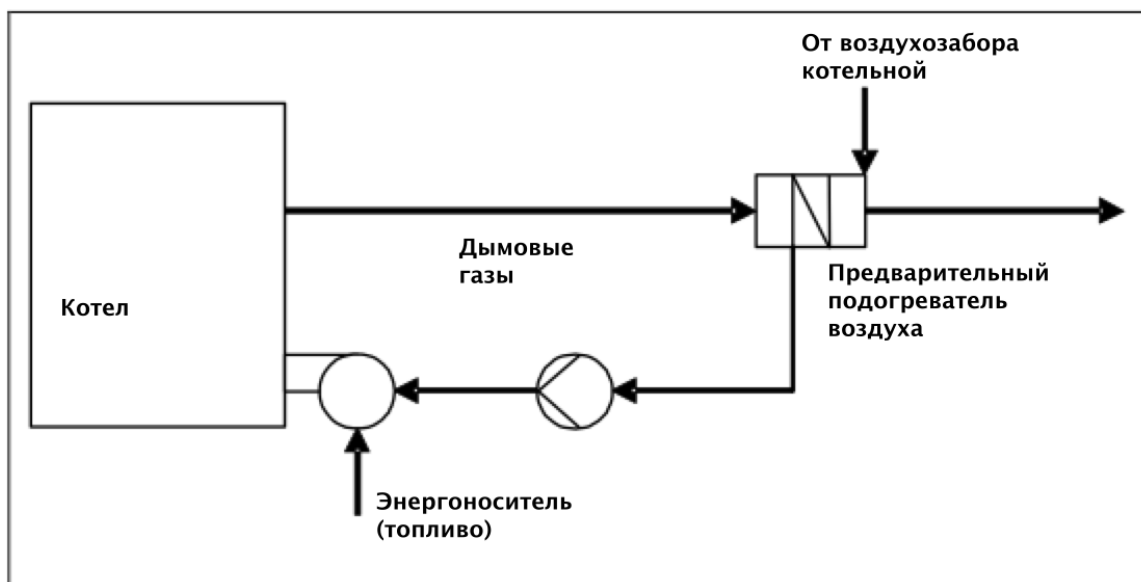 От воздухозабора
котельной
Дымовые
газы
Предварительный
подогреватель
воздуха
Котел
Энергоноситель
(топливо)